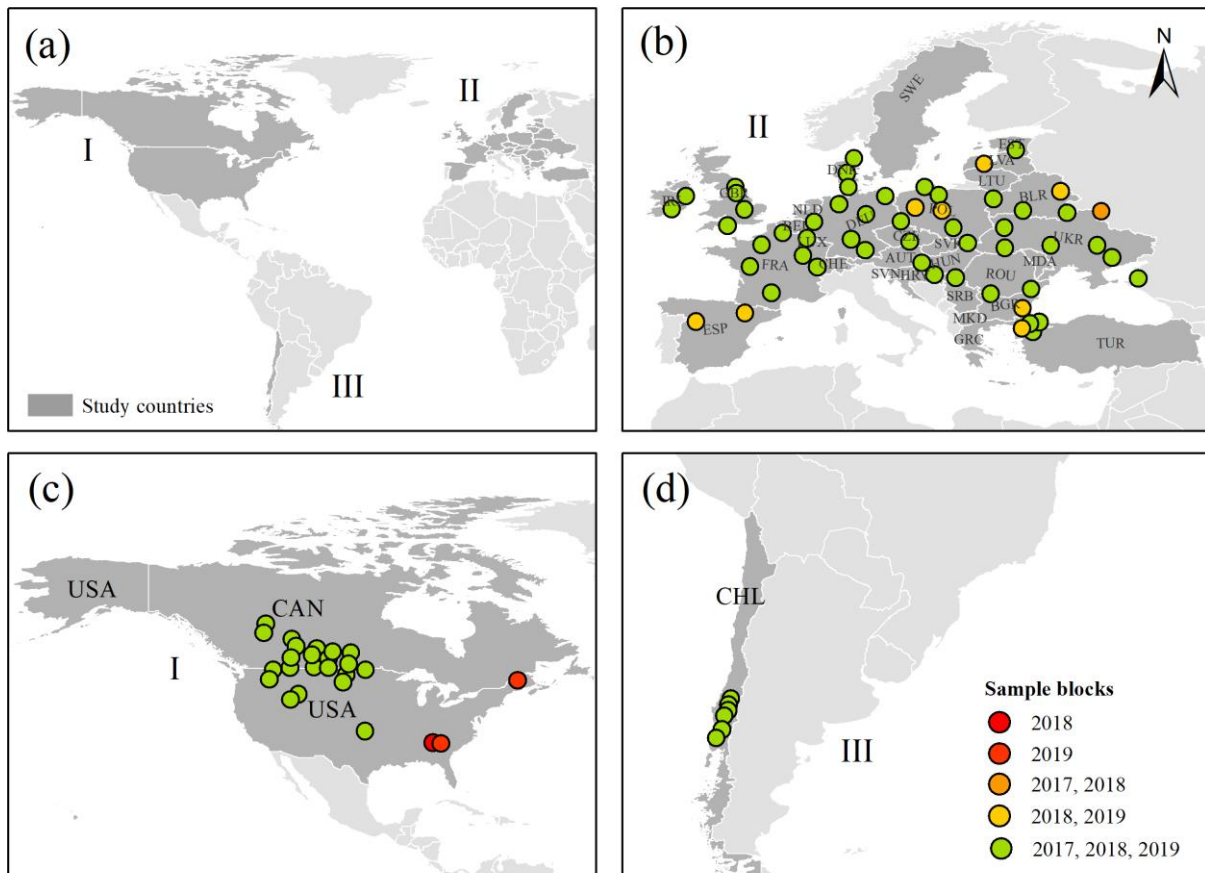 (a)
I
II
III
Study countries
(b)
N
II
SWE
EST
LVA
DNK
LTU
IRL
GBR
BLR
NLD
POL
BEL
DEU
LUX
CZE
UKR
SVK
FRA
CHE
AUT
HUN
MDA
SVN
HRV
ROU
SRB
BGR
ESP
MKD
GRC
TUR
(c)
USA
CAN
I
USA
(d)
CHL
III
Sample blocks
2018
2019
2017, 2018
2018, 2019
2017, 2018, 2019